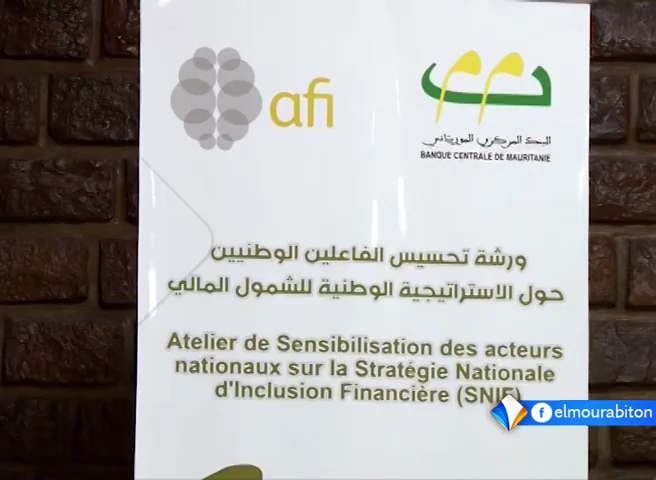 afi
البنك المركزي الموريتاني
BANQUE CENTRALE DE MAURITANIE
ورشة تحسيس الفاعلين الوطنيين
حول الاستراتيجية الوطنية للشمول المالي
Atelier de Sensibilisation des acteurs
nationaux sur la Stratégie Nationale
d'Inclusion Financière (SNIF)
elmourabiton